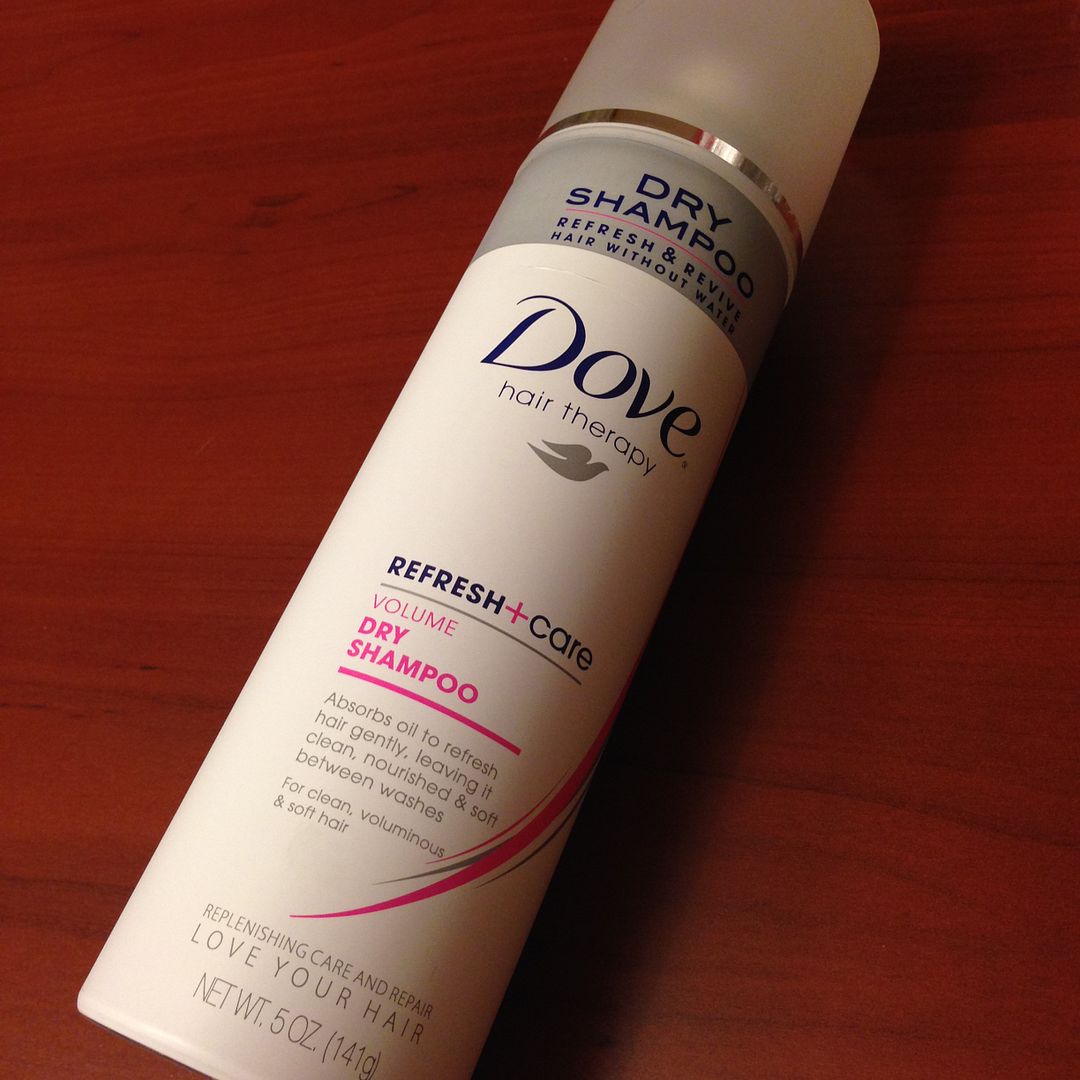 DRY
SHAMPOO
REFRESH & REVIVE
HAIR WITHOUT WATER
Dove®
hair therapy
REFRESH+care
VOLUME
DRY
SHAMPOO
Absorbs oil to refresh
hair gently, leaving it
clean, nourished & soft
between washes
For clean, voluminous
& soft hair
REPLENISHING CARE AND REPAIR
LOVE YOUR HAIR
NET WT. 5 OZ. (141g)